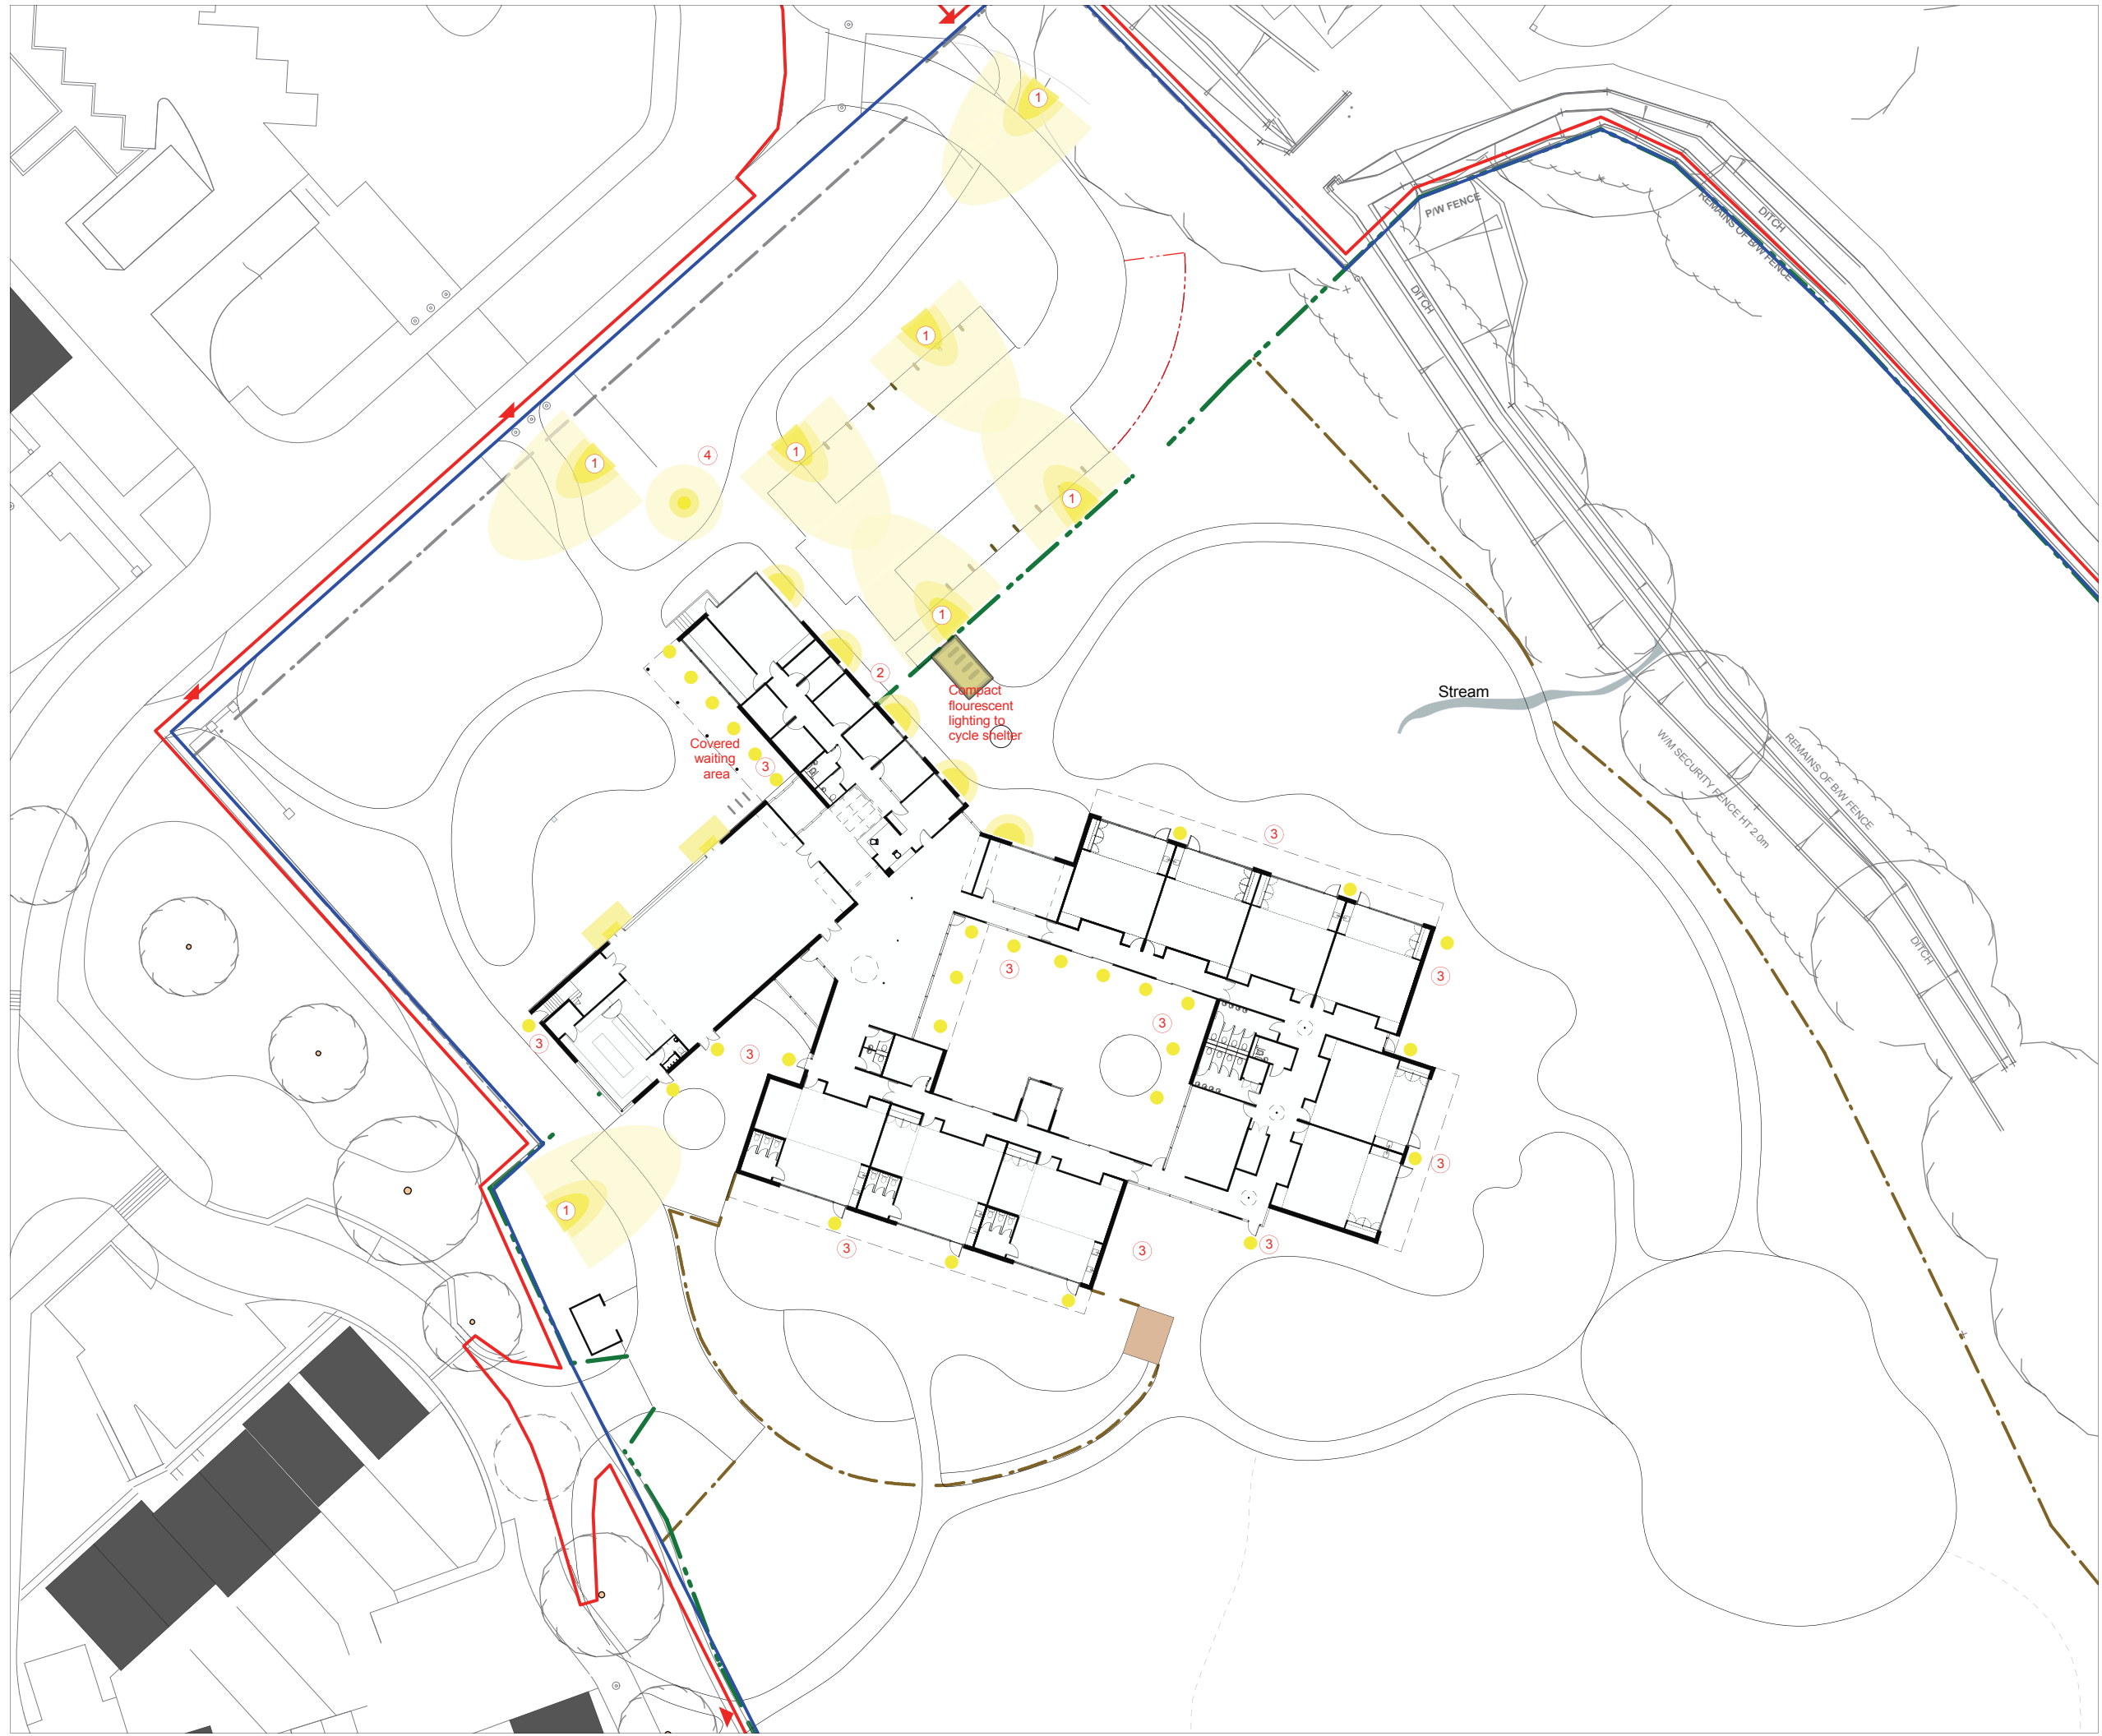 1
P/W FENCE
DITCH
REMAINS OF B/W FENCE
DITCH
1
1
4
1
1
1
2
Compact
flourescent
lighting to
cycle shelter
Stream
Covered
waiting
area
3
W/M SECURITY FENCE HT 2.0m
REMAINS OF B/W FENCE
3
DITCH
3
3
3
3
3
3
1
3
3
3
3